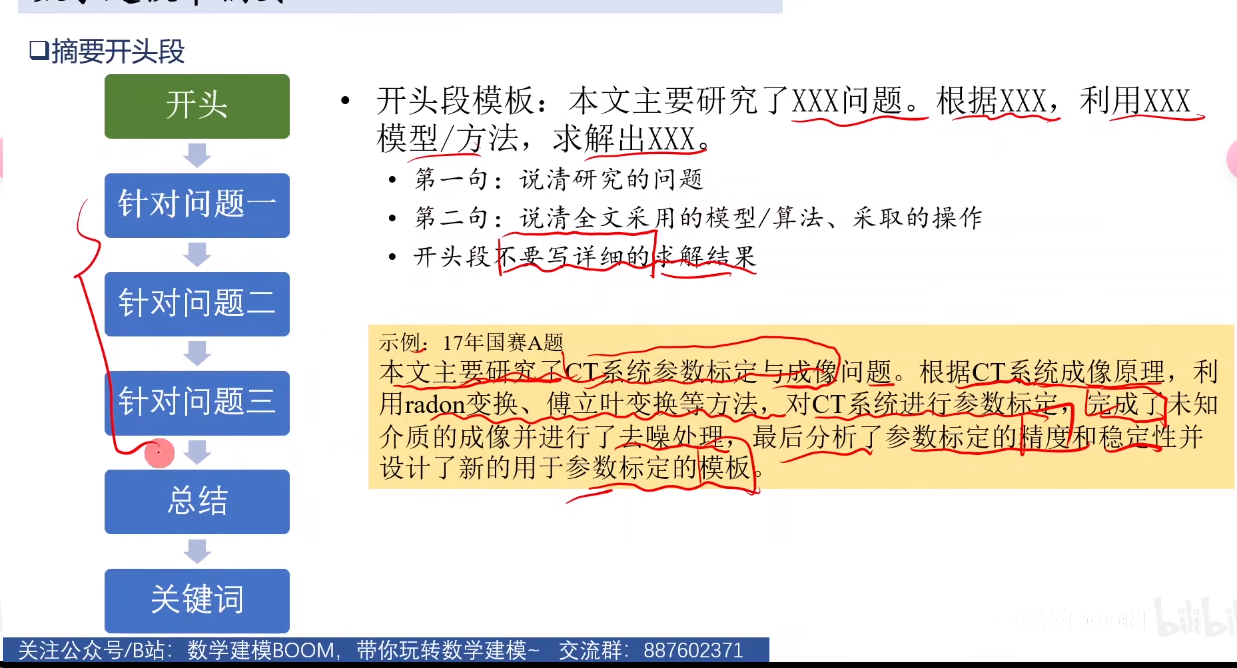 ❑摘要开头段
开头
针对问题一
针对问题二
针对问题三
总结
关键词
• 开头段模板：本文主要研究了XXX问题。根据XXX，利用XXX
模型/方法，求解出XXX。
• 第一句：说清研究的问题
• 第二句：说清全文采用的模型/算法、采取的操作
• 开头段不要写详细的求解结果
示例：17年国赛A题
本文主要研究了CT系统参数标定与成像问题。根据CT系统成像原理，利
用radon变换、傅立叶变换等方法，对CT系统进行参数标定，完成了未知
介质的成像并进行了去噪处理，最后分析了参数标定的精度和稳定性并
设计了新的用于参数标定的模板。
关注公众号/B站：数学建模BOOM，带你玩转数学建模~ 交流群：887602371